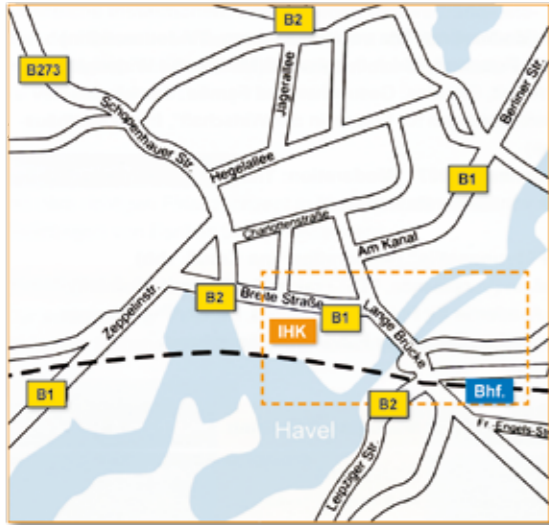 B2
B273
Jägerallee
Berliner Str.
Schopenhauer Str.
Hegelallee
B1
Charlottenstraße
Am Kanal
Zeppelinstr.
B2
Breite Straße
B1
Lange Brücke
IHK
B1
Bhf.
B2
Havel
Fr.-Engels-Str
Leipziger Str.